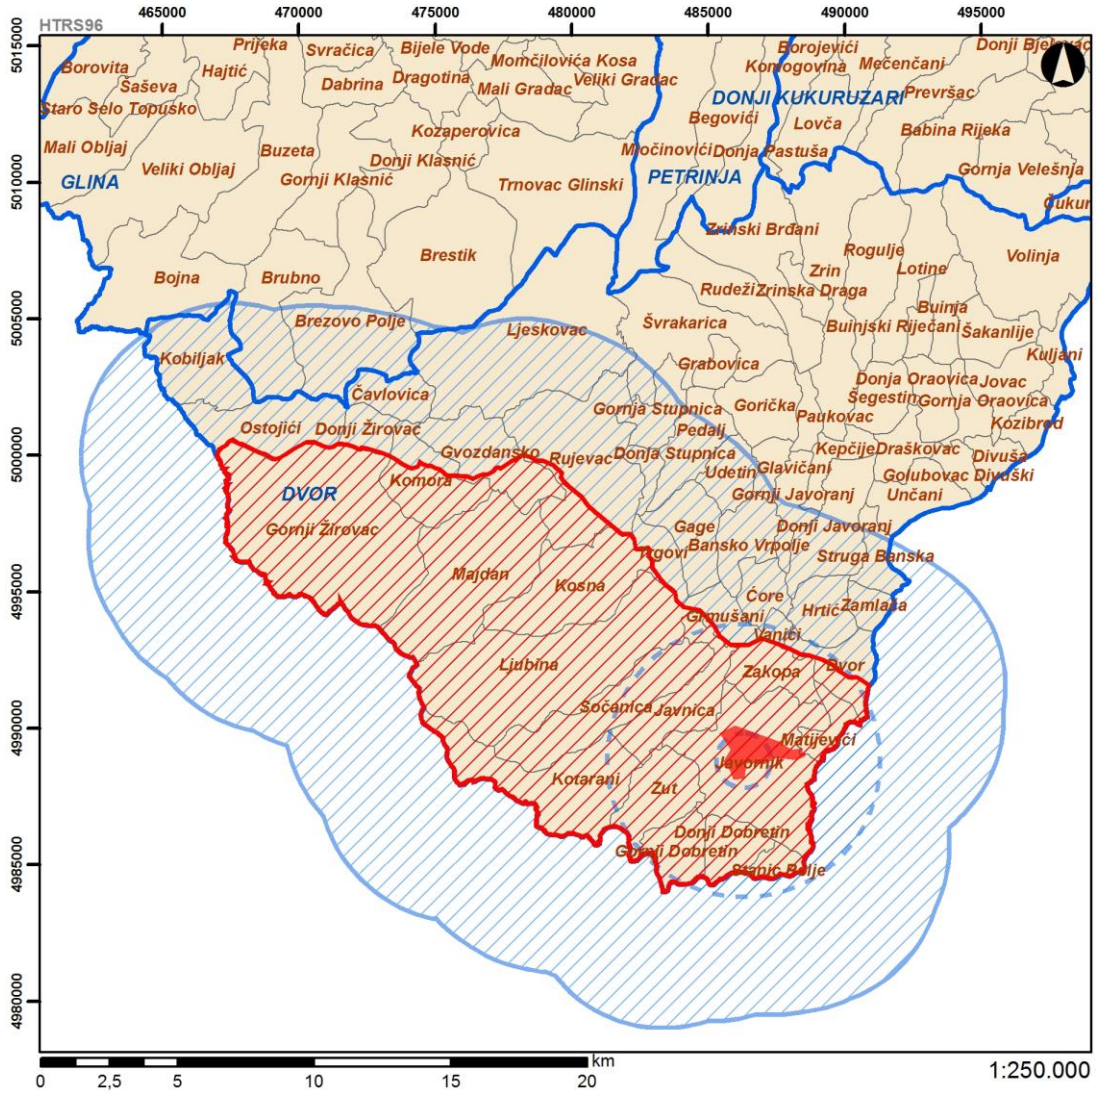 HTRS96
465000
470000
475000
480000
485000
490000
495000
5015000
5010000
5005000
5000000
4995000
4990000
4985000
4980000
Prijeka
Svračica
Bijele Vode
Borojevići
Borovita
Hajtić
Momčilovića Kosa
Komogovina
Mečenčani
Šaševa
Dabrina
Dragotina
Veliki Gradac
Mali Gradac
Prevršac
DONJI KUKURUZARI
Staro Selo Topusko
Begovići
Lovča
Kozaperovica
Babina Rijeka
Mali Obljaj
Buzeta
Donji Klasnić
Mločinovići
Donja Pastuša
Veliki Obljaj
Gornja Velešnja
GLINA
Gornji Klasnić
Trnovac Glinski
PETRINJA
Zrinski Brđani
Bojna
Brubno
Brestik
Rogulje
Volinja
Zrin
Lotine
Rudeži
Zrinska Draga
Buinja
Brezovo Polje
Ljeskovac
Švrakarica
Buinjski Riječani
Šakanlije
Kobiljak
Grabovica
Kuljani
Čavlovica
Donja Oraovica
Jovac
Šegestin
Gornja Oraovica
Gornja Stupnica
Gorička
Paukovac
Ostojići
Donji Žirovac
Pedalj
Kozibrod
Gvozdansko
Rujevac
Donja Stupnica
Kepčije
Draškovac
Divuša
Komora
Udetin
Glavičani
Golubovac Divuški
DVOR
Gornji Javoranj
Unčani
Gornji Žirovac
Gage
Donji Javoranj
Trgovi
Bansko Vrpolje
Struga Banska
Majdan
Kosna
Ćore
Grmušani
Hrtić
Zamlača
Vanići
Ljubina
Zakopa
Dvor
Sočanica
Javnica
Matijevići
Javornik
Kotarani
Zut
Donji Dobretin
Gornji Dobretin
Stanić Polje
km
0
2,5
5
10
15
20
1:250.000